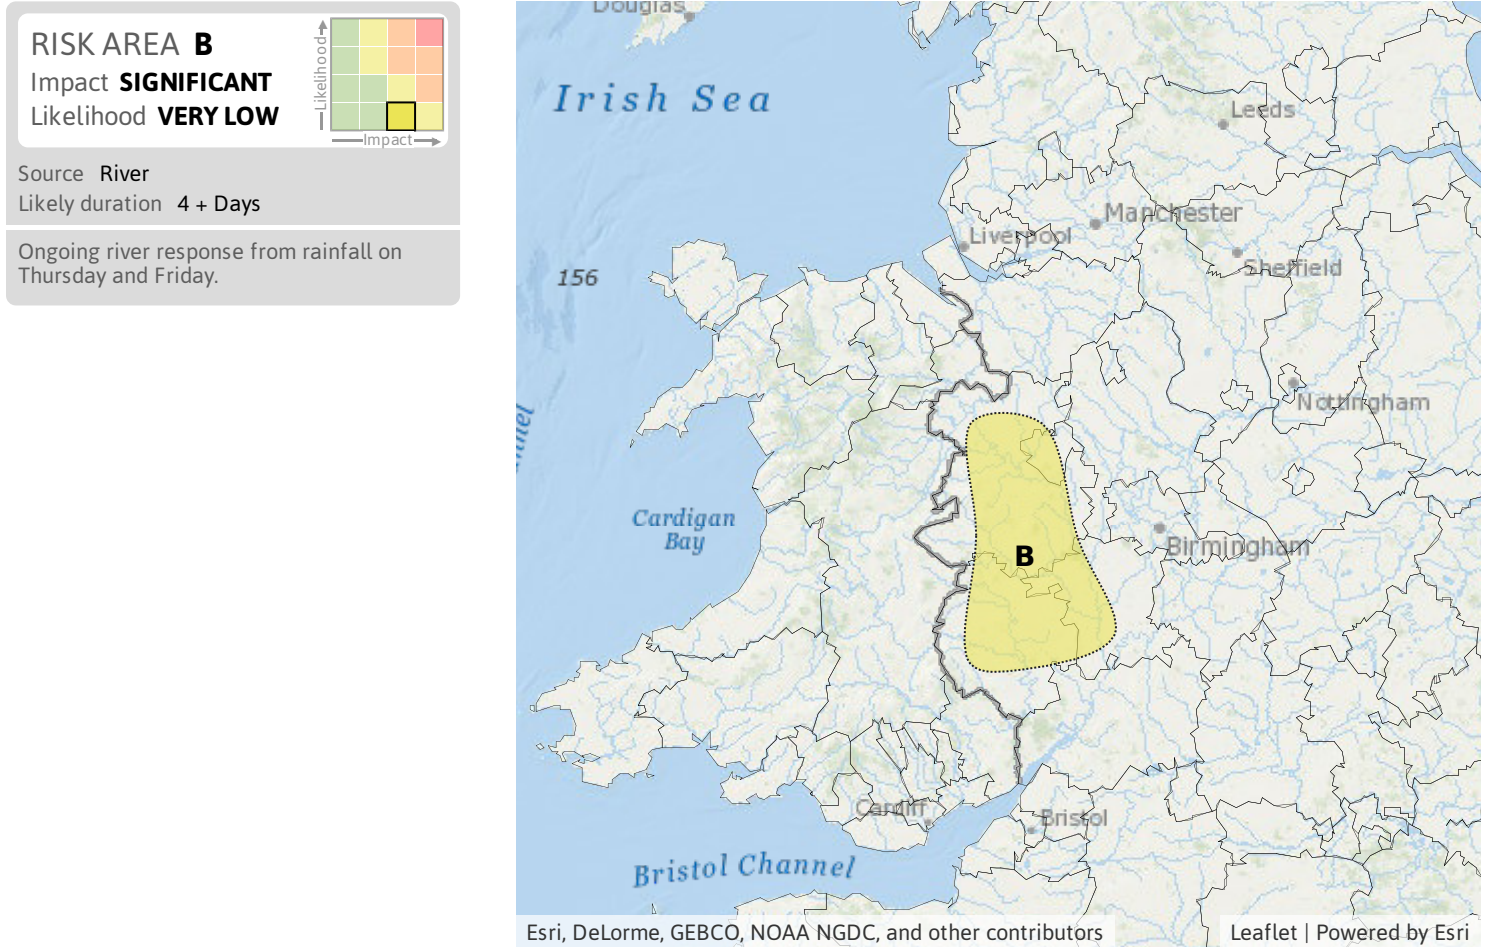 RISK AREA B
Impact SIGNIFICANT
Likelihood VERY LOW
Likelihood
Impact
Source River
Likely duration 4 + Days
Ongoing river response from rainfall on
Thursday and Friday.
Douglas
Irish Sea
Leeds
Manchester
Liverpool
Sheffield
156
Nottingham
Cardigan
Bay
Birmingham
B
Cardiff
Bristol
Bristol Channel
Esri, DeLorme, GEBCO, NOAA NGDC, and other contributors
Leaflet | Powered by Esri